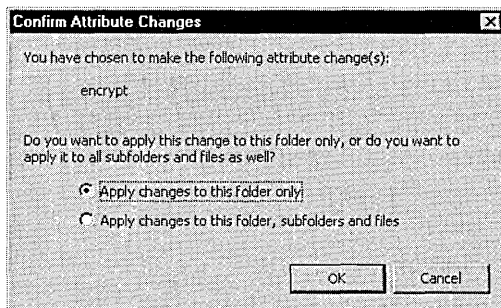 Confirm Attribute Changes
You have chosen to make the following attribute change(s):
encrypt
Do you want to apply this change to this folder only, or do you want to
apply it to all subfolders and files as well?
Apply changes to this folder only
Apply changes to this folder, subfolders and files
OK Cancel